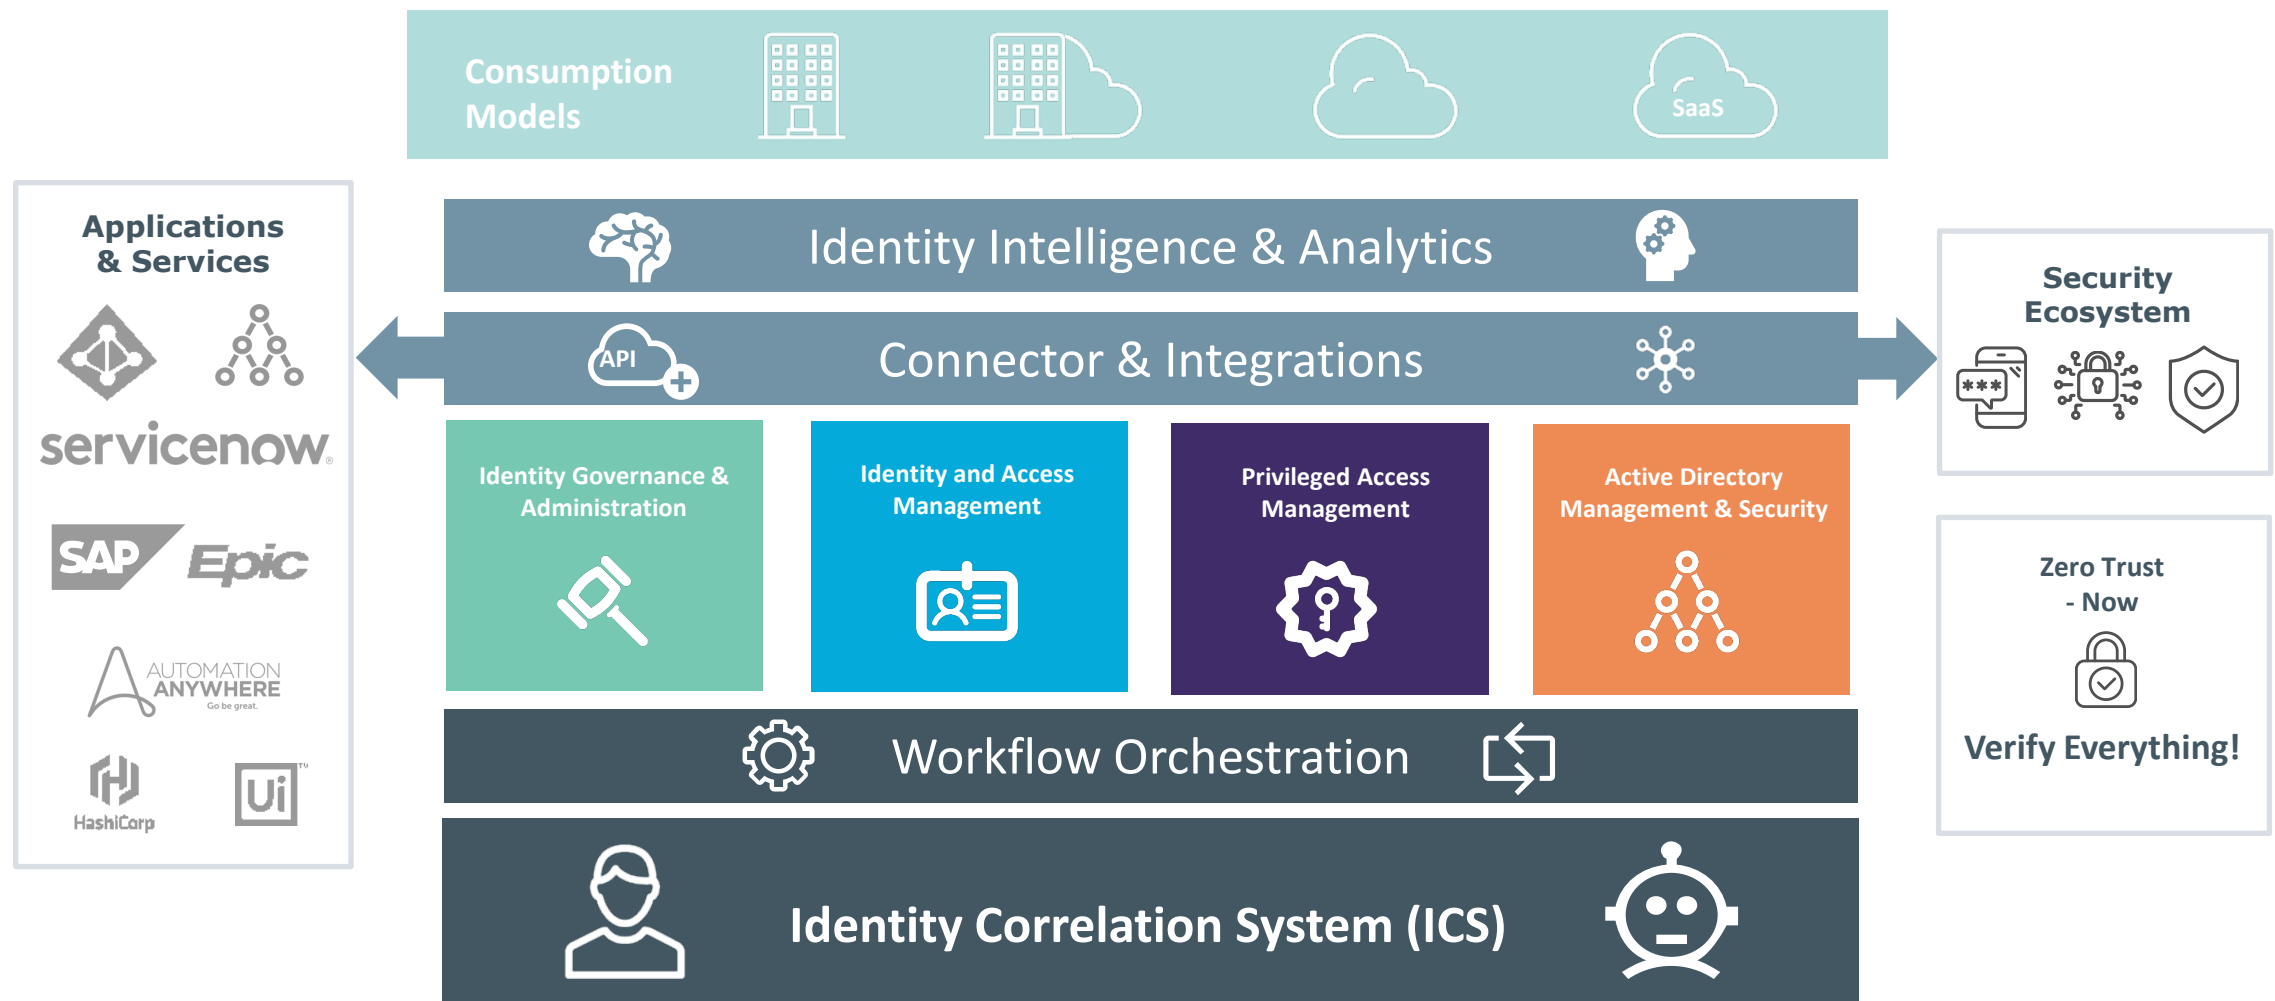 Consumption
Models
SaaS
Applications
& Services
servicenow®
SAP
Epic
AUTOMATION
ANYWHERE
Go be great.
HashiCorp
Ui™
Identity Intelligence & Analytics
API
Connector & Integrations
Identity Governance &
Administration
Identity and Access
Management
Privileged Access
Management
Active Directory
Management & Security
Workflow Orchestration
Identity Correlation System (ICS)
Security
Ecosystem
***
Zero Trust
- Now
Verify Everything!